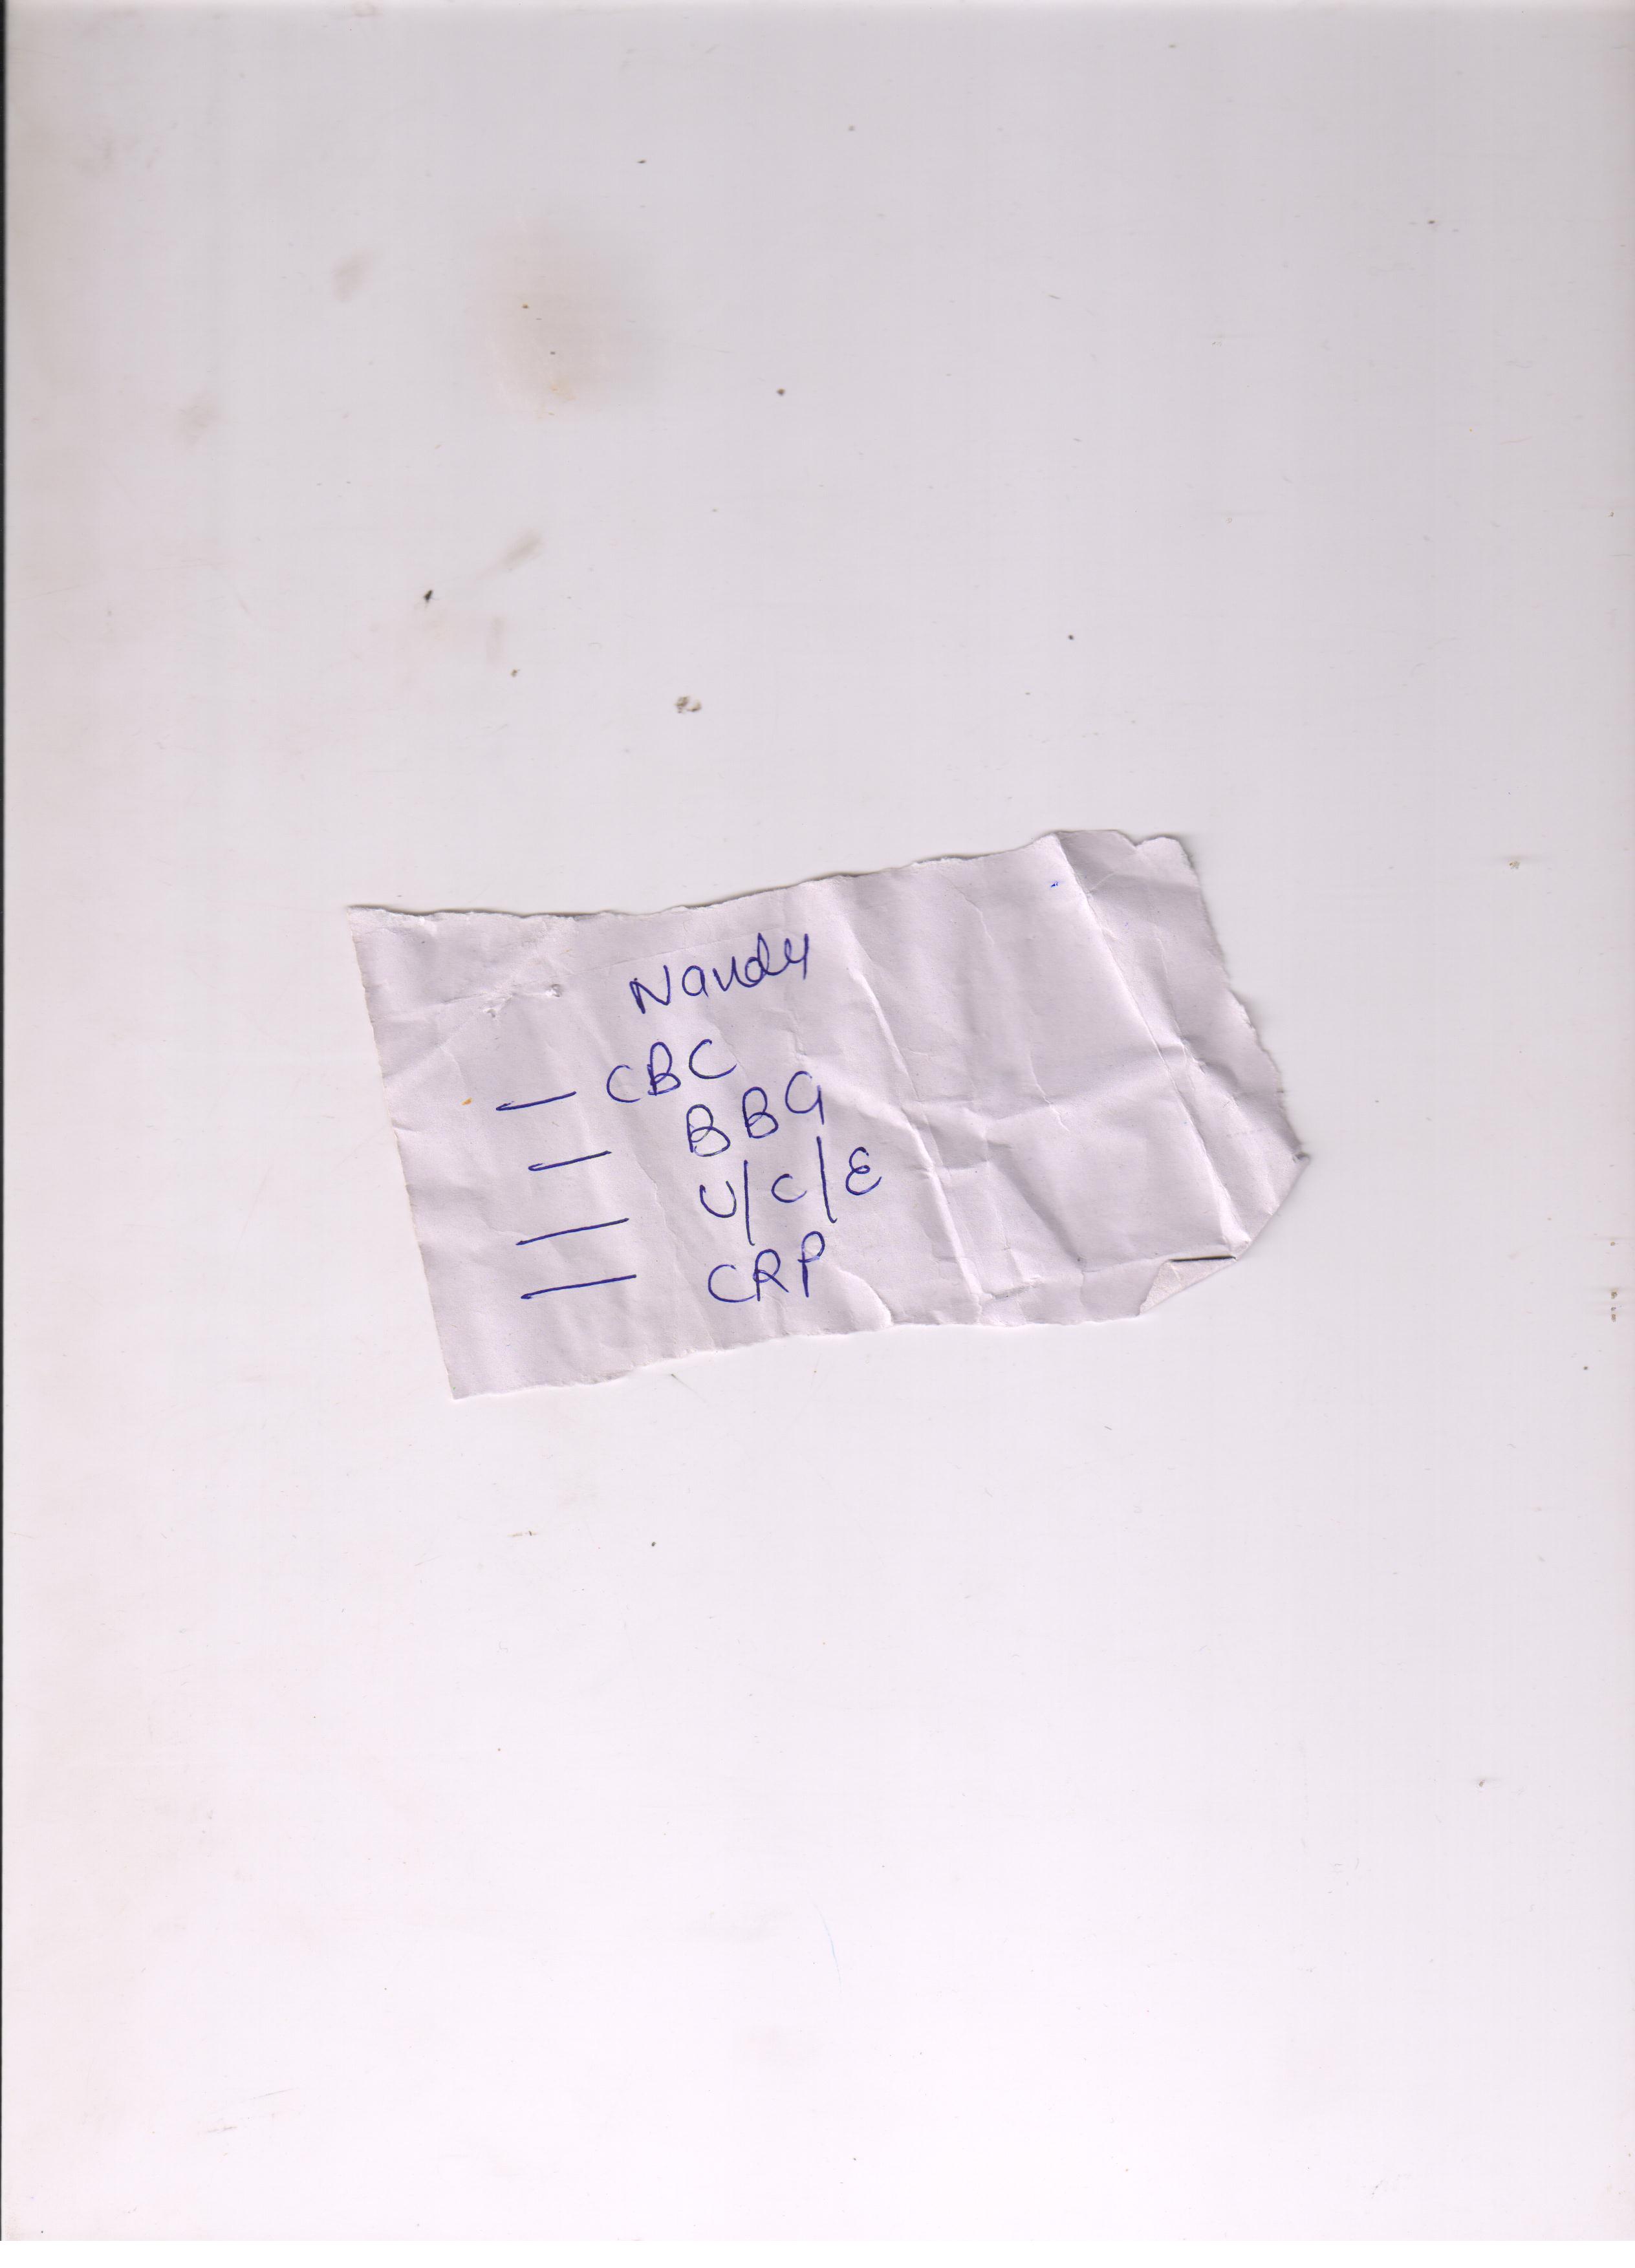 Nandy
— CBC
— BBG
— U/C/E
— CRP